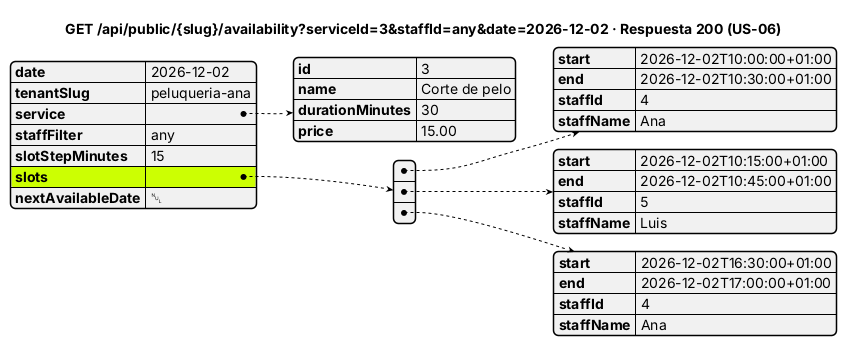 GET /api/public/{slug}/availability?serviceId=3&staffId=any&date=2026-12-02 · Respuesta 200 (US-06)
date 2026-12-02
tenantSlug peluqueria-ana
service
staffFilter any
slotStepMinutes 15
slots
nextAvailableDate ␀
id 3
name Corte de pelo
durationMinutes 30
price 15.00
start 2026-12-02T10:00:00+01:00
end 2026-12-02T10:30:00+01:00
staffId 4
staffName Ana
start 2026-12-02T10:15:00+01:00
end 2026-12-02T10:45:00+01:00
staffId 5
staffName Luis
start 2026-12-02T16:30:00+01:00
end 2026-12-02T17:00:00+01:00
staffId 4
staffName Ana